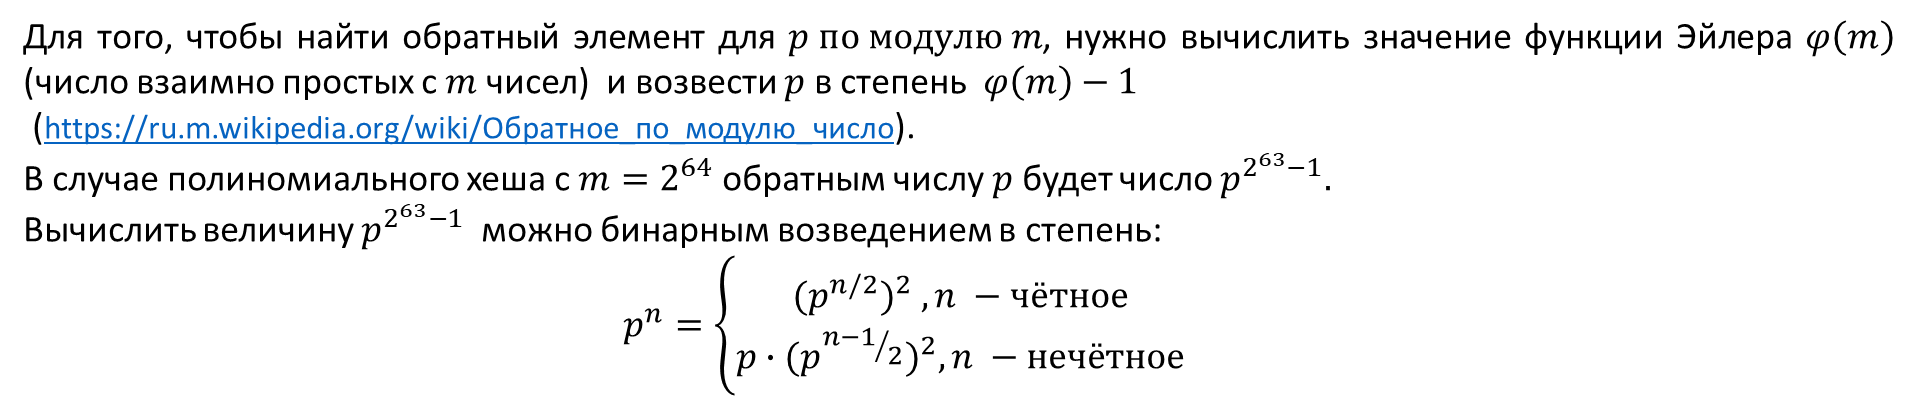 Для того, чтобы найти обратный элемент для p по модулю m, нужно вычислить значение функции Эйлера φ(m)
(число взаимно простых с m чисел) и возвести p в степень φ(m) − 1
(https://ru.m.wikipedia.org/wiki/Обратное_по_модулю_число).
В случае полиномиального хеша с m = 2^64 обратным числу p будет число p^(2^63−1).
Вычислить величину p^(2^63−1) можно бинарным возведением в степень:
p^n = { (p^(n/2))^2 , n − чётное
p · (p^(n−1/2))^2, n − нечётное